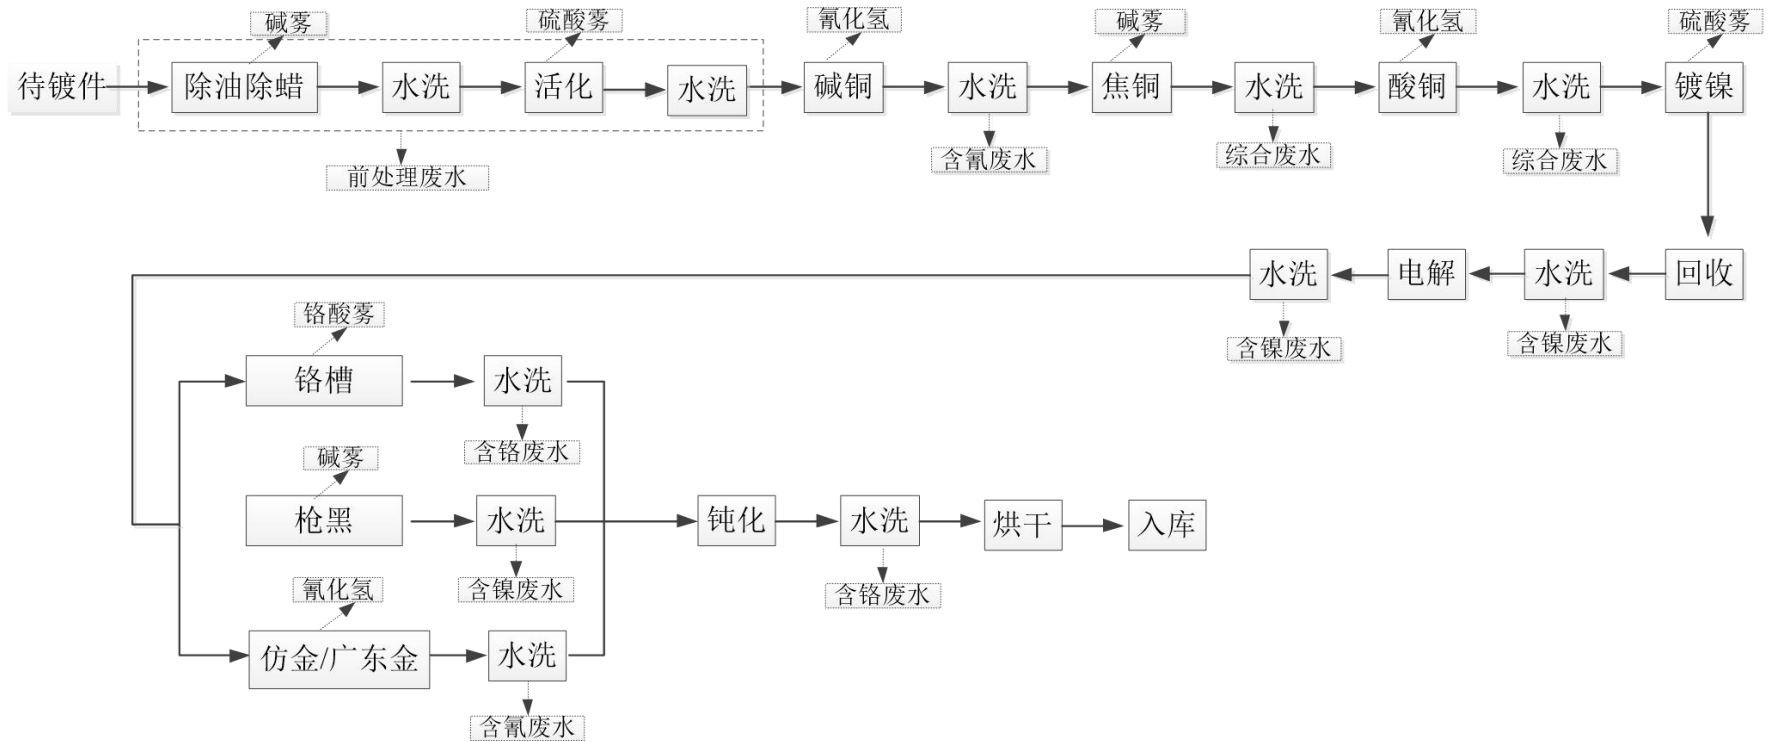 碱雾
硫酸雾
氰化氢
碱雾
氰化氢
硫酸雾
待镀件
除油除蜡
水洗
活化
水洗
碱铜
水洗
焦铜
水洗
酸铜
水洗
镀镍
前处理废水
含氰废水
综合废水
综合废水
回收
水洗
电解
水洗
含镍废水
含镍废水
铬酸雾
铬槽
水洗
含铬废水
碱雾
枪黑
水洗
含镍废水
钝化
水洗
烘干
入库
含铬废水
氰化氢
仿金/广东金
水洗
含氰废水